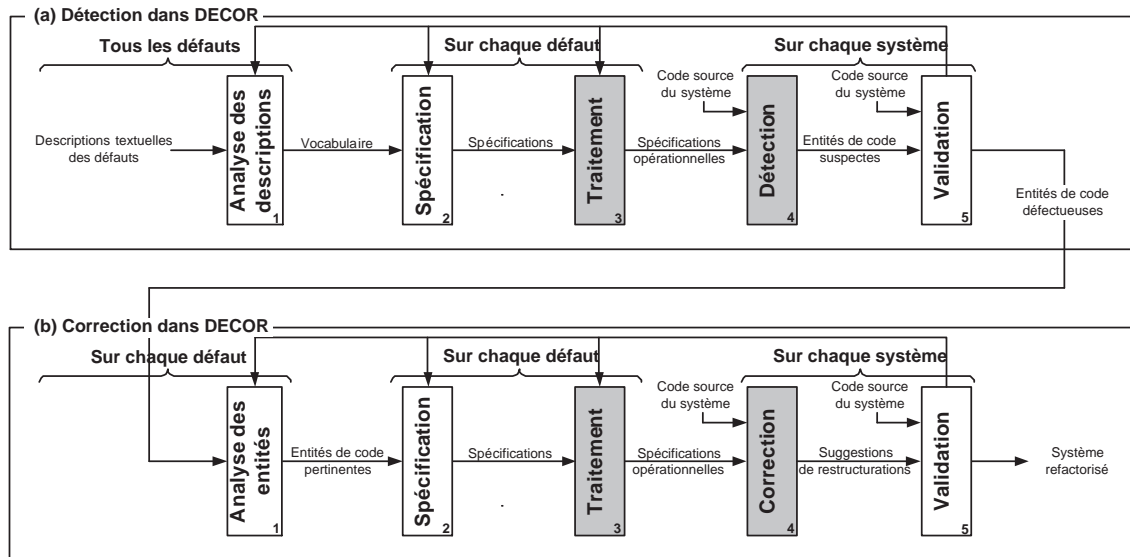 (a) Détection dans DECOR
Tous les défauts
Sur chaque défaut
Sur chaque système
Code source
du système
Code source
du système
Descriptions textuelles
des défauts
Analyse des
descriptions
1
Vocabulaire
Spécification
2
Spécifications
.
Traitement
3
Spécifications
opérationnelles
Détection
4
Entités de code
suspectes
Validation
5
Entités de code
défectueuses
(b) Correction dans DECOR
Sur chaque défaut
Sur chaque défaut
Sur chaque système
Code source
du système
Code source
du système
Analyse des
entités
1
Entités de code
pertinentes
Spécification
2
Spécifications
.
Traitement
3
Spécifications
opérationnelles
Correction
4
Suggestions
de restructurations
Validation
5
Système
refactorisé